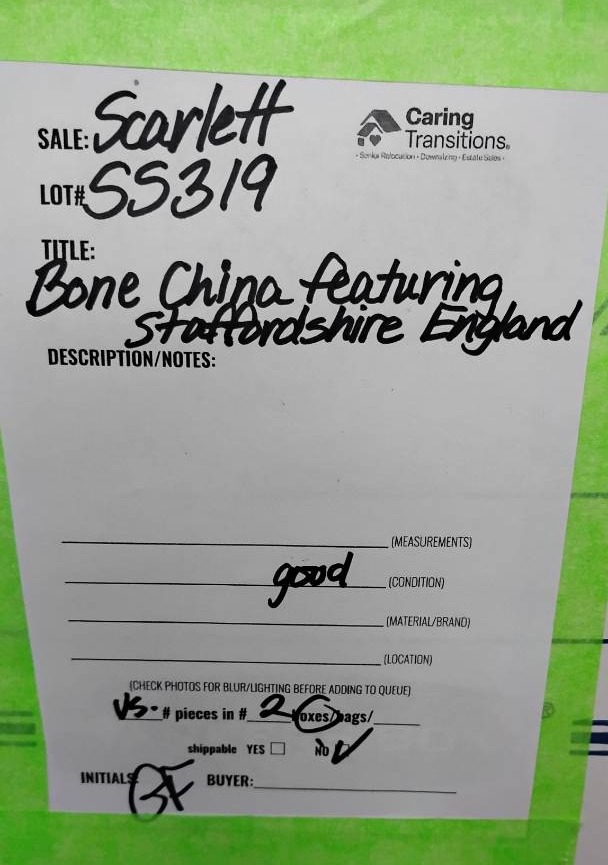 SALE: Scarlett
Caring
Transitions.
• Senior Relocation • Downsizing • Estate Sales •
LOT# SS319
TITLE:
Bone China featuring
Staffordshire England
DESCRIPTION/NOTES:
(MEASUREMENTS)
good (CONDITION)
(MATERIAL/BRAND)
(LOCATION)
(CHECK PHOTOS FOR BLUR/LIGHTING BEFORE ADDING TO QUEUE)
VS. # pieces in # 2 boxes/bags/
shippable YES NO
INITIALS: BUYER: